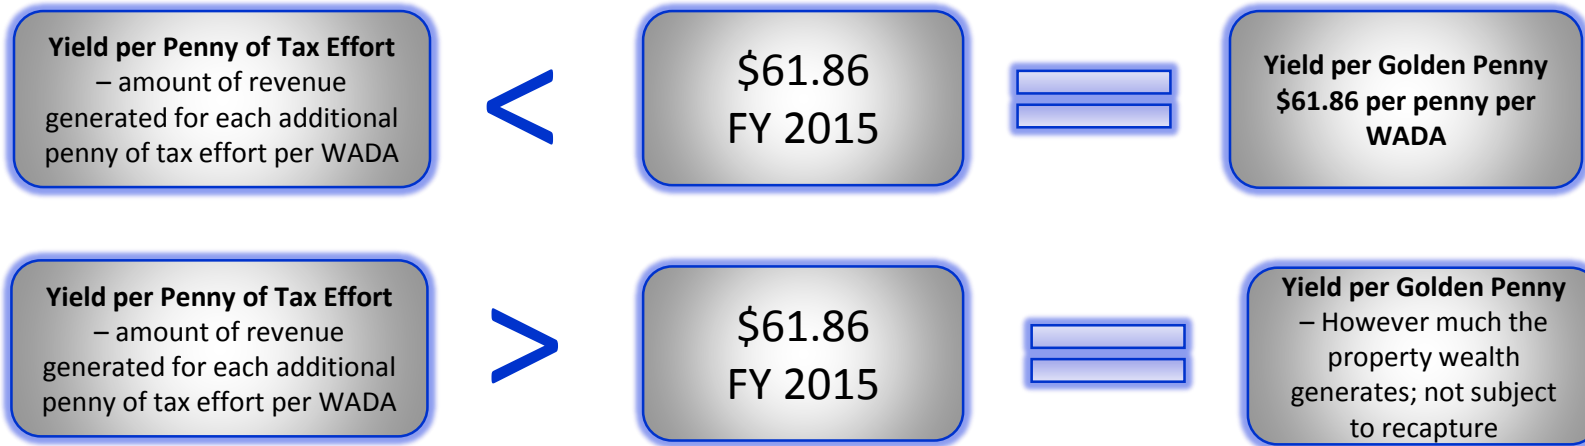 Yield per Penny of Tax Effort
– amount of revenue
generated for each additional
penny of tax effort per WADA
<
$61.86
FY 2015
=
Yield per Golden Penny
$61.86 per penny per
WADA
Yield per Penny of Tax Effort
– amount of revenue
generated for each additional
penny of tax effort per WADA
>
$61.86
FY 2015
=
Yield per Golden Penny
– However much the
property wealth
generates; not subject
to recapture